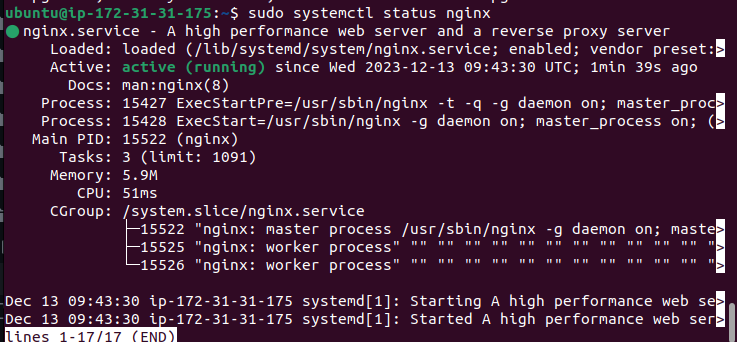 ubuntu@ip-172-31-31-175:~$ sudo systemctl status nginx
● nginx.service - A high performance web server and a reverse proxy server
     Loaded: loaded (/lib/systemd/system/nginx.service; enabled; vendor preset:>
     Active: active (running) since Wed 2023-12-13 09:43:30 UTC; 1min 39s ago
       Docs: man:nginx(8)
    Process: 15427 ExecStartPre=/usr/sbin/nginx -t -q -g daemon on; master_proc>
    Process: 15428 ExecStart=/usr/sbin/nginx -g daemon on; master_process on; (>
   Main PID: 15522 (nginx)
      Tasks: 3 (limit: 1091)
     Memory: 5.9M
        CPU: 51ms
     CGroup: /system.slice/nginx.service
             ├─15522 "nginx: master process /usr/sbin/nginx -g daemon on; maste>
             ├─15525 "nginx: worker process" "" "" "" "" "" "" "" "" "" "" "" ">
             └─15526 "nginx: worker process" "" "" "" "" "" "" "" "" "" "" "" ">

Dec 13 09:43:30 ip-172-31-31-175 systemd[1]: Starting A high performance web se>
Dec 13 09:43:30 ip-172-31-31-175 systemd[1]: Started A high performance web ser>
lines 1-17/17 (END)